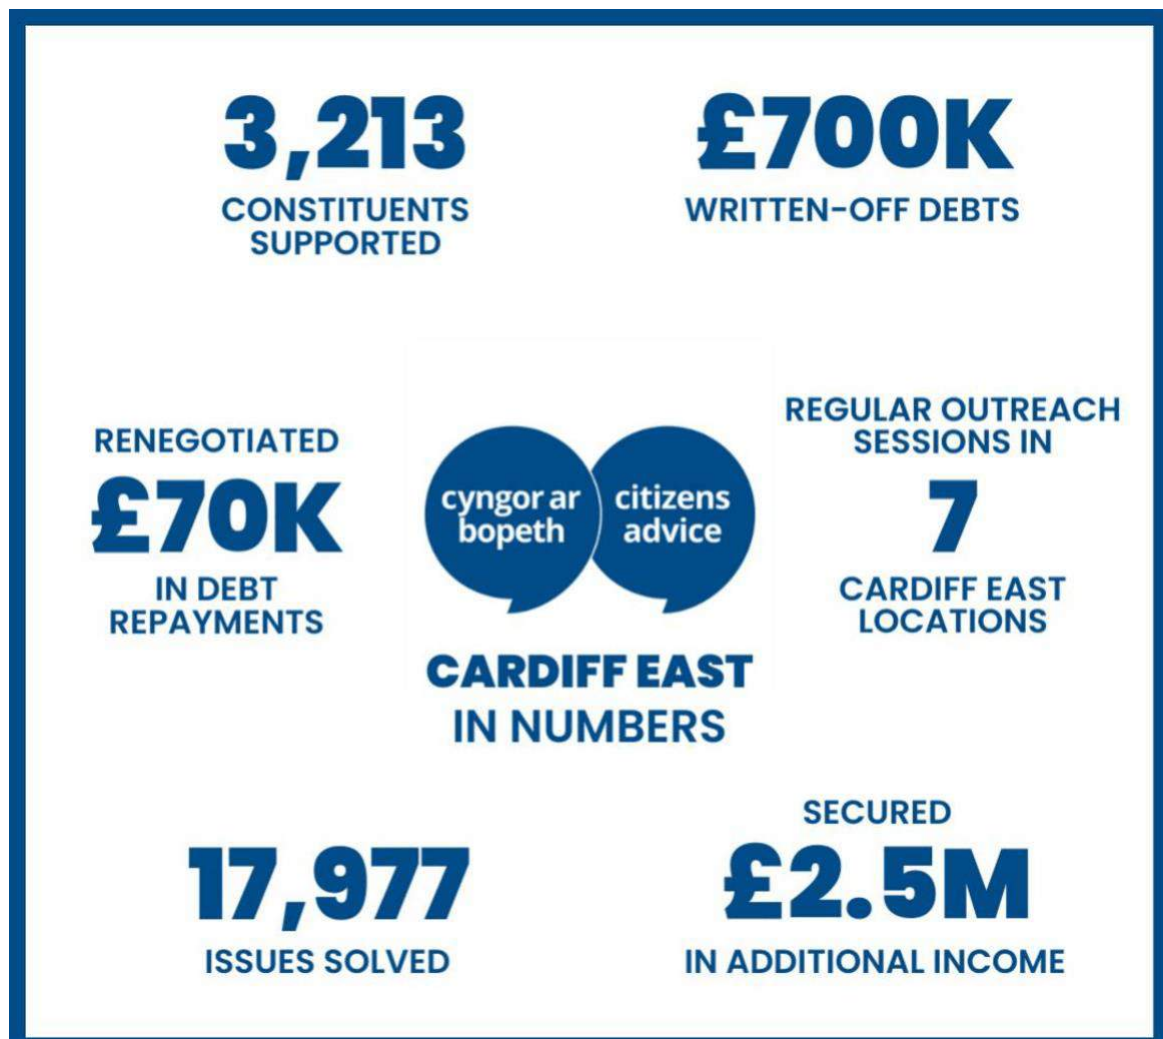 3,213
CONSTITUENTS
SUPPORTED
£700K
WRITTEN-OFF DEBTS
RENEGOTIATED
£70K
IN DEBT
REPAYMENTS
cyngor ar
bopeth
citizens
advice
CARDIFF EAST
IN NUMBERS
REGULAR OUTREACH
SESSIONS IN
7
CARDIFF EAST
LOCATIONS
17,977
ISSUES SOLVED
SECURED
£2.5M
IN ADDITIONAL INCOME